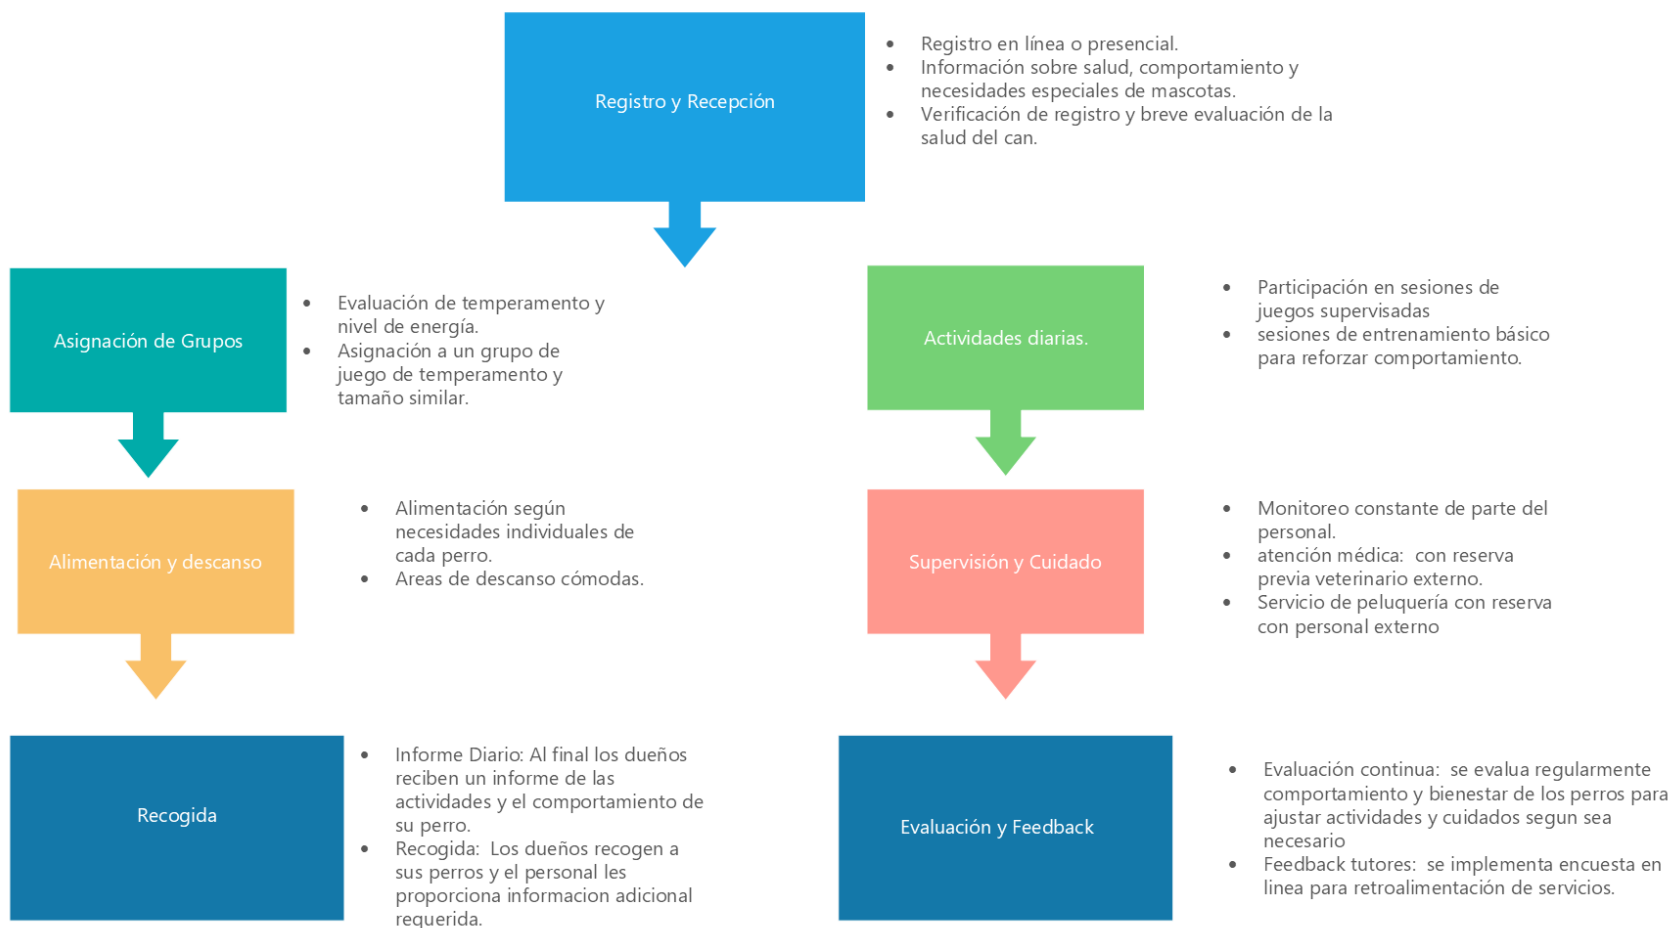 Registro y Recepción
• Registro en línea o presencial.
• Información sobre salud, comportamiento y
necesidades especiales de mascotas.
• Verificación de registro y breve evaluación de la
salud del can.
Asignación de Grupos
• Evaluación de temperamento y
nivel de energía.
• Asignación a un grupo de
juego de temperamento y
tamaño similar.
Actividades diarias.
• Participación en sesiones de
juegos supervisadas
• sesiones de entrenamiento básico
para reforzar comportamiento.
Alimentación y descanso
• Alimentación según
necesidades individuales de
cada perro.
• Areas de descanso cómodas.
Supervisión y Cuidado
• Monitoreo constante de parte del
personal.
• atención médica: con reserva
previa veterinario externo.
• Servicio de peluquería con reserva
con personal externo
Recogida
• Informe Diario: Al final los dueños
reciben un informe de las
actividades y el comportamiento de
su perro.
• Recogida: Los dueños recogen a
sus perros y el personal les
proporciona informacion adicional
requerida.
Evaluación y Feedback
• Evaluación continua: se evalua regularmente
comportamiento y bienestar de los perros para
ajustar actividades y cuidados segun sea
necesario
• Feedback tutores: se implementa encuesta en
linea para retroalimentación de servicios.